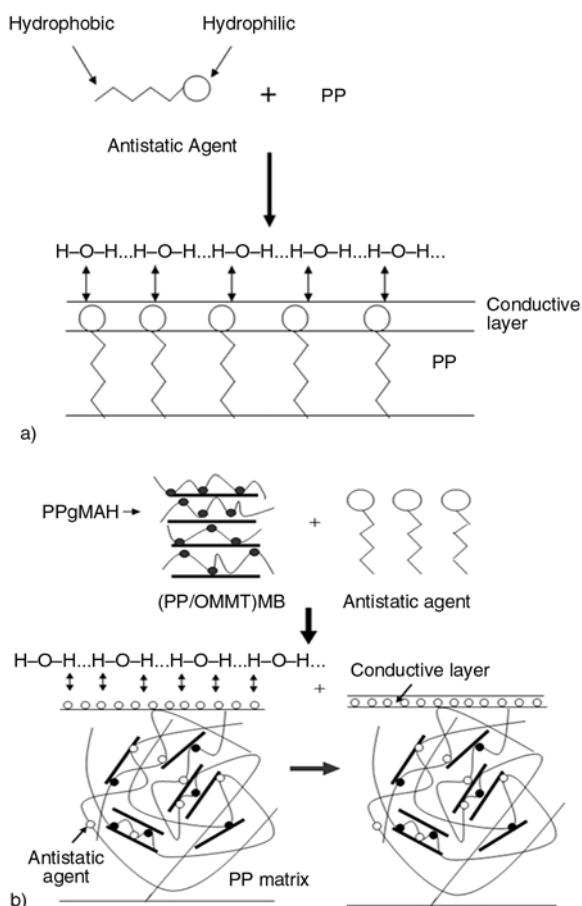 Hydrophobic Hydrophilic
+ PP
Antistatic Agent
H–O–H...H–O–H...H–O–H...H–O–H...H–O–H...
Conductive
layer
PP
a)
PPgMAH
+
(PP/OMMT)MB Antistatic agent
H–O–H...H–O–H...H–O–H...H–O–H...
+
Conductive layer
Antistatic
agent
PP matrix
b)